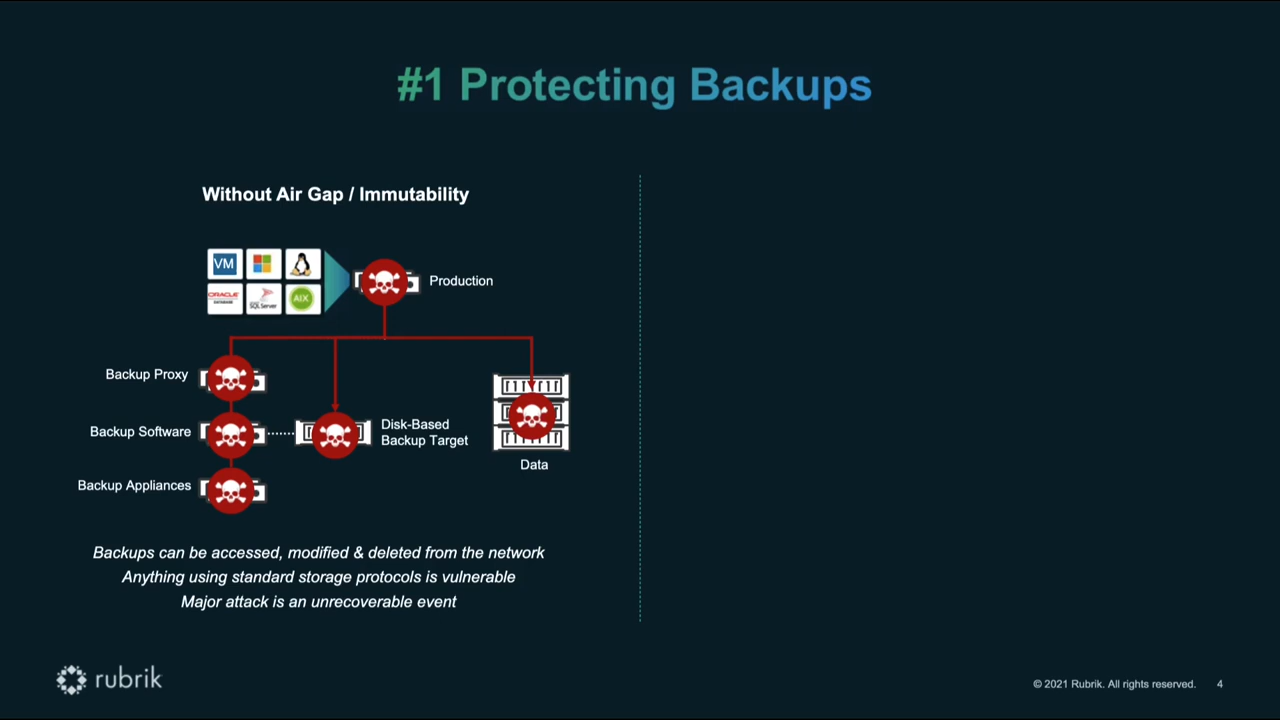 #1 Protecting Backups
Without Air Gap / Immutability
VM
ORACLE
DATABASE
SQL Server
AIX
Production
Backup Proxy
Backup Software
Disk-Based
Backup Target
Data
Backup Appliances
Backups can be accessed, modified & deleted from the network
Anything using standard storage protocols is vulnerable
Major attack is an unrecoverable event
rubrik
© 2021 Rubrik. All rights reserved.
4